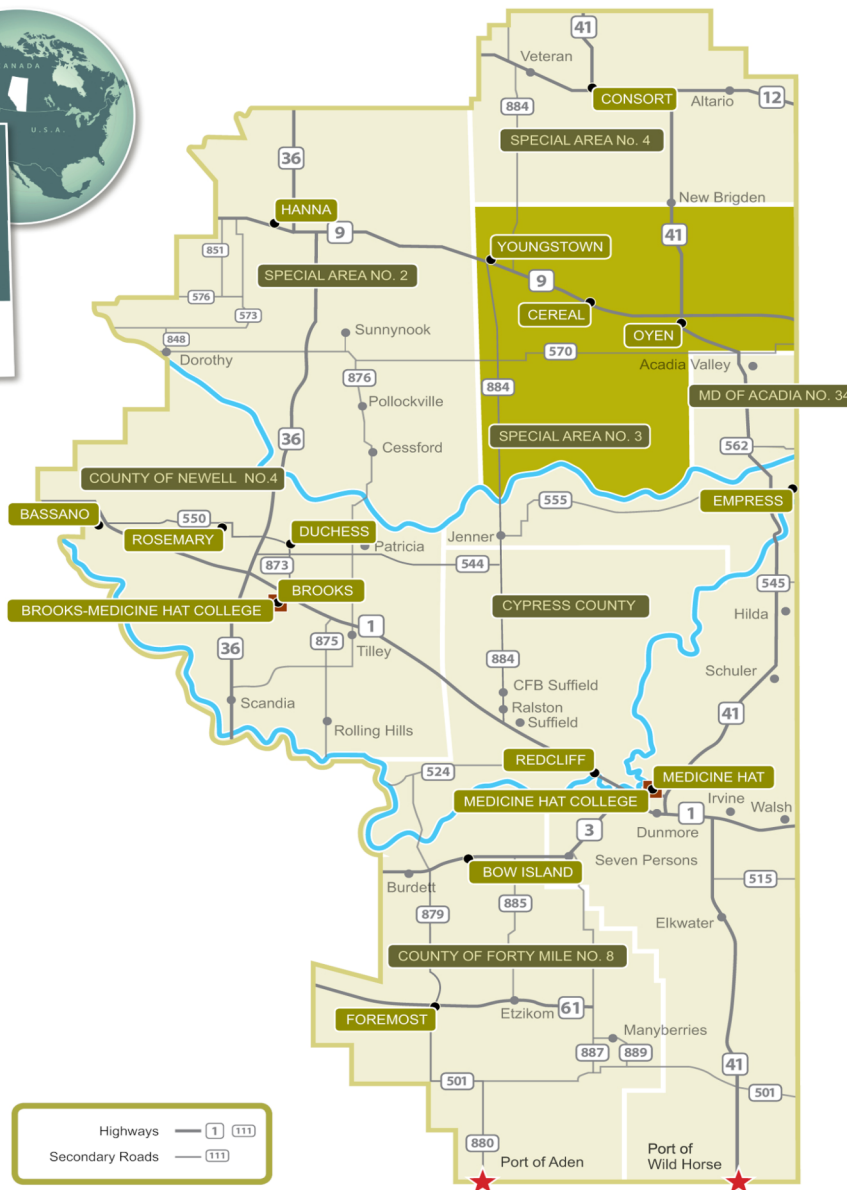 CANADA
U.S.A.
41
Veteran
CONSORT
Altario
12
884
SPECIAL AREA No. 4
36
New Brigden
HANNA
9
41
YOUNGSTOWN
851
SPECIAL AREA NO. 2
9
576
573
CEREAL
OYEN
848
Sunnynook
Dorothy
570
Acadia Valley
876
884
MD OF ACADIA NO. 34
Pollockville
36
SPECIAL AREA NO. 3
Cessford
562
COUNTY OF NEWELL NO.4
EMPRESS
555
BASSANO
550
ROSEMARY
DUCHESS
Jenner
Patricia
873
544
545
BROOKS
BROOKS-MEDICINE HAT COLLEGE
CYPRESS COUNTY
Hilda
1
875
36
Tilley
884
Schuler
CFB Suffield
Scandia
Ralston
41
Suffield
Rolling Hills
REDCLIFF
524
MEDICINE HAT
MEDICINE HAT COLLEGE
Irvine
Walsh
1
3
Dunmore
Seven Persons
BOW ISLAND
Burdett
515
885
879
Elkwater
COUNTY OF FORTY MILE NO. 8
61
FOREMOST
Etzikom
Manyberries
887
889
41
501
501
Highways
1
111
Secondary Roads
111
880
Port of Aden
Port of
Wild Horse